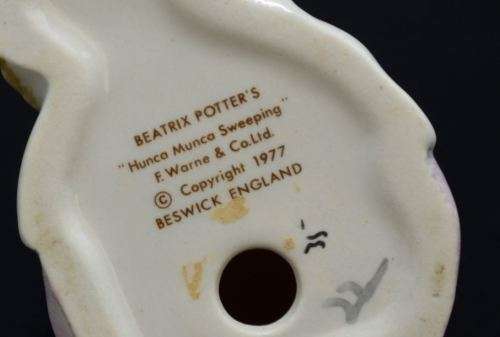 BEATRIX POTTER'S
"Hunca Munca Sweeping"
F. Warne & Co. Ltd.
© Copyright 1977
BESWICK ENGLAND